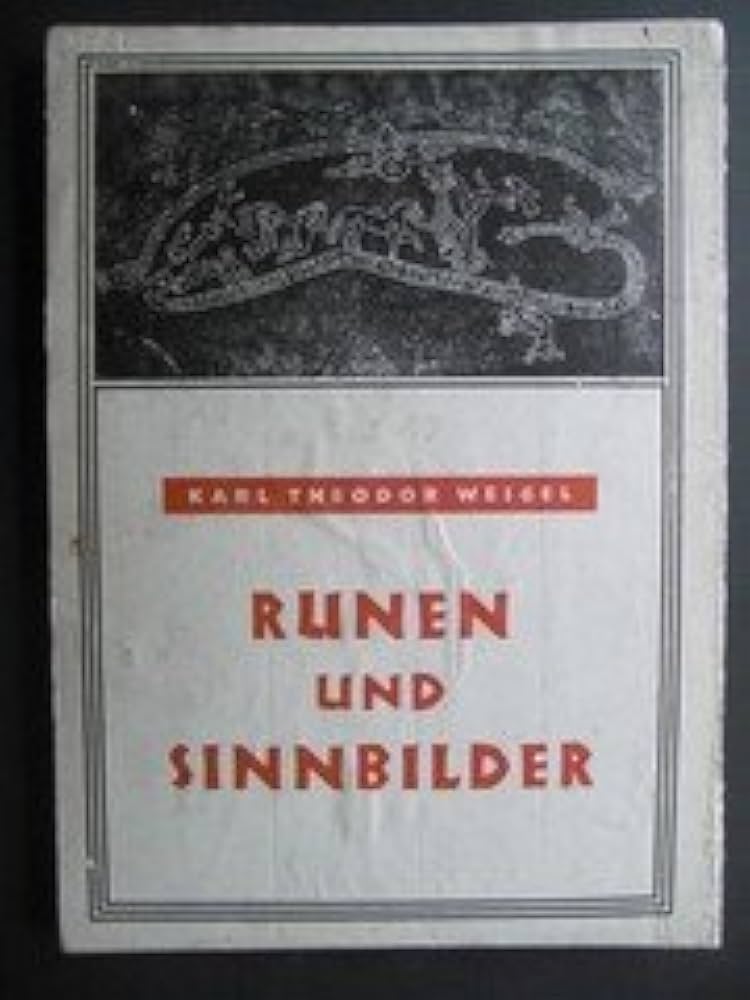 KARL THEODOR WEIGEL
RUNEN
UND
SINNBILDER